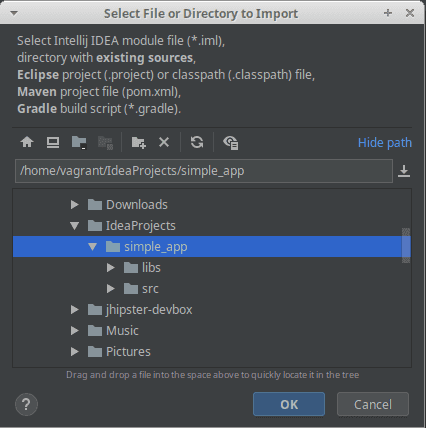 Select File or Directory to Import
Select Intellij IDEA module file (*.iml),
directory with existing sources,
Eclipse project (.project) or classpath (.classpath) file,
Maven project file (pom.xml),
Gradle build script (*.gradle).
Hide path
/home/vagrant/IdeaProjects/simple_app
Downloads
IdeaProjects
simple_app
libs
src
jhipster-devbox
Music
Pictures
Drag and drop a file into the space above to quickly locate it in the tree
?
OK
Cancel